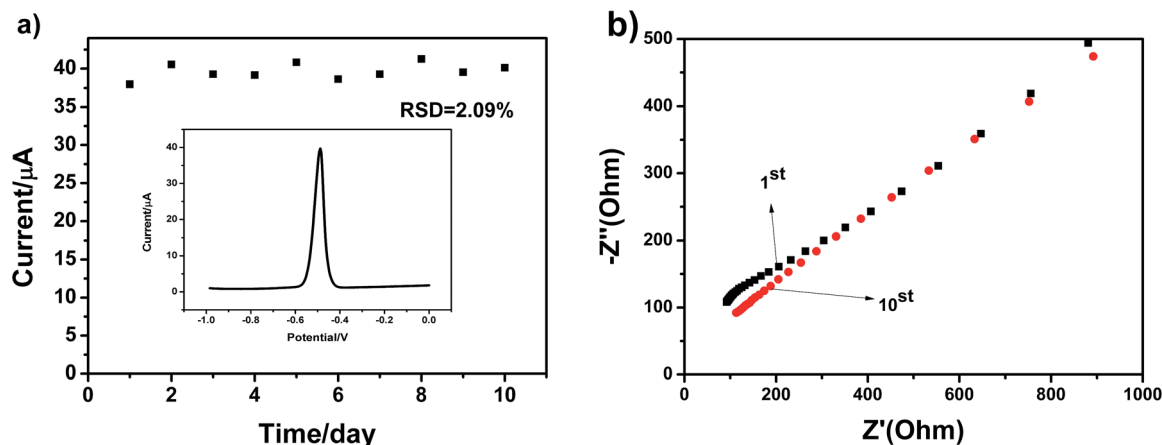 a)
Current/μA
40
35
30
25
20
15
10
5
0
0 2 4 6 8 10
Time/day
RSD=2.09%
Current/μA
40
30
20
10
0
-1.0 -0.8 -0.6 -0.4 -0.2 0.0
Potential/V
b)
-Z''(Ohm)
500
400
300
200
100
0
0 200 400 600 800 1000
Z'(Ohm)
1st
10st